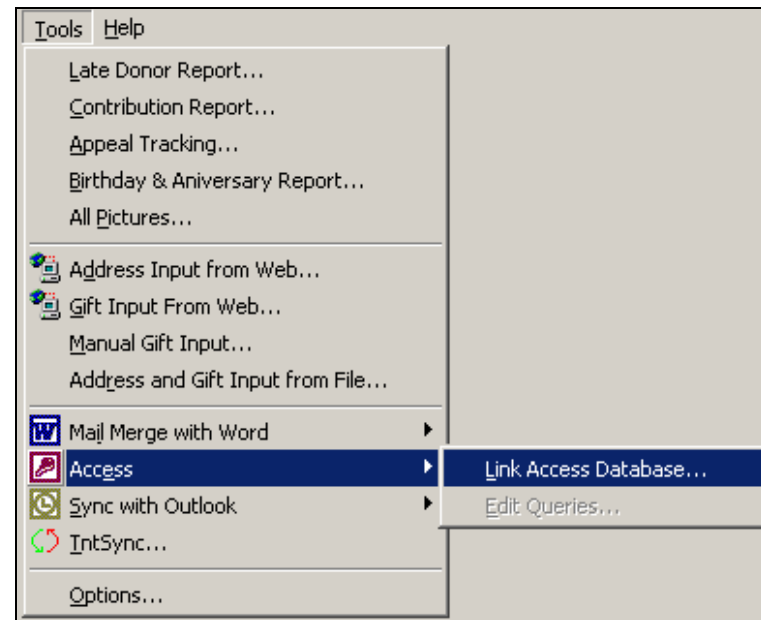 Tools Help
Late Donor Report...
Contribution Report...
Appeal Tracking...
Birthday & Aniversary Report...
All Pictures...
Address Input from Web...
Gift Input From Web...
Manual Gift Input...
Address and Gift Input from File...
Mail Merge with Word
Access
Link Access Database...
Sync with Outlook
Edit Queries...
TntSync...
Options...